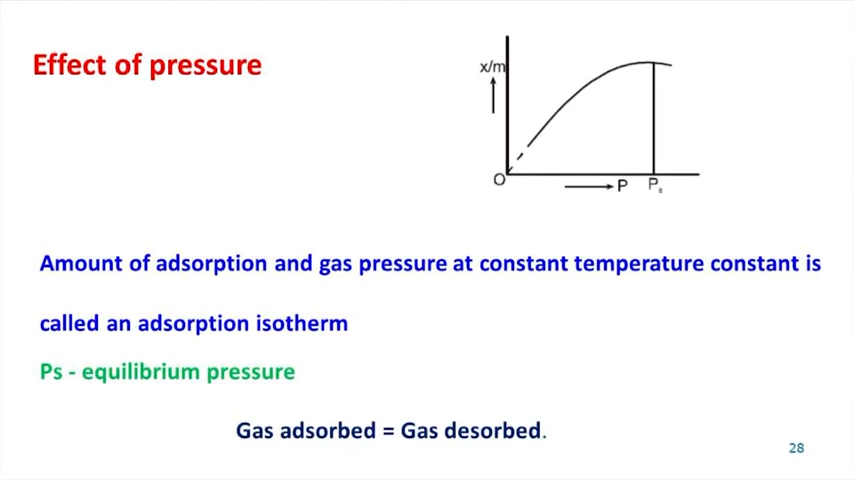 Effect of pressure
x/m
O
P
Ps
Amount of adsorption and gas pressure at constant temperature constant is
called an adsorption isotherm
Ps - equilibrium pressure
Gas adsorbed = Gas desorbed.
28